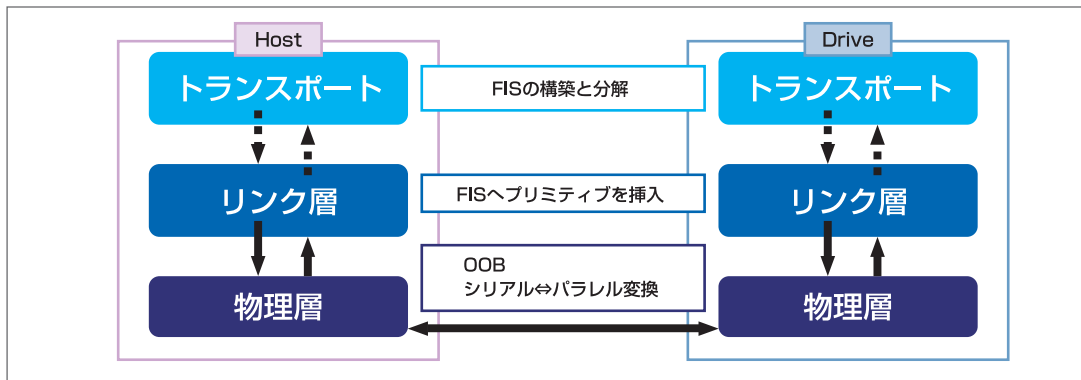 Host
Drive
トランスポート
FISの構築と分解
トランスポート
リンク層
FISへプリミティブを挿入
リンク層
物理層
OOB
シリアル⇔パラレル変換
物理層